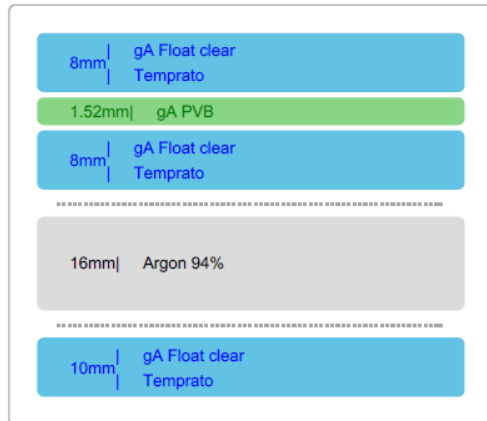 8mm| gA Float clear
| Temprato
1.52mm| gA PVB
8mm| gA Float clear
| Temprato
16mm| Argon 94%
10mm| gA Float clear
| Temprato